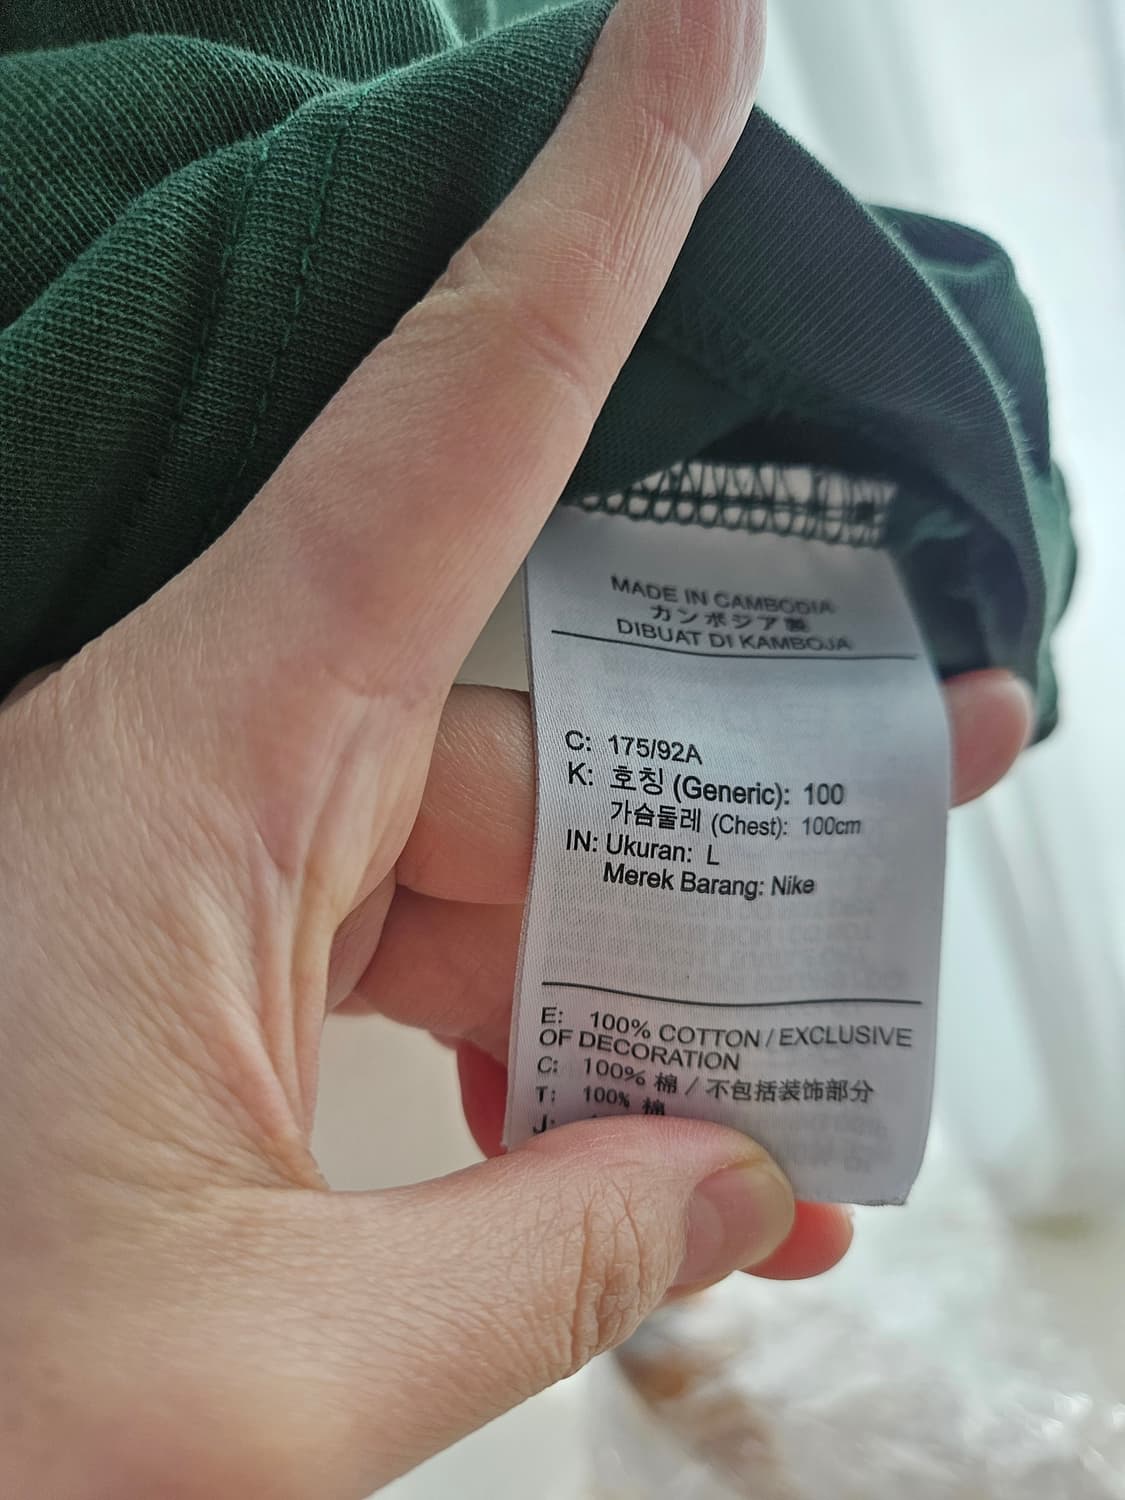 MADE IN CAMBODIA
カンボジア製
DIBUAT DI KAMBOJA
C: 175/92A
K: 호칭 (Generic): 100
가슴둘레 (Chest): 100cm
IN: Ukuran: L
Merek Barang: Nike
E: 100% COTTON / EXCLUSIVE
OF DECORATION
C: 100% 棉 / 不包括装饰部分
T: 100% 棉
J: